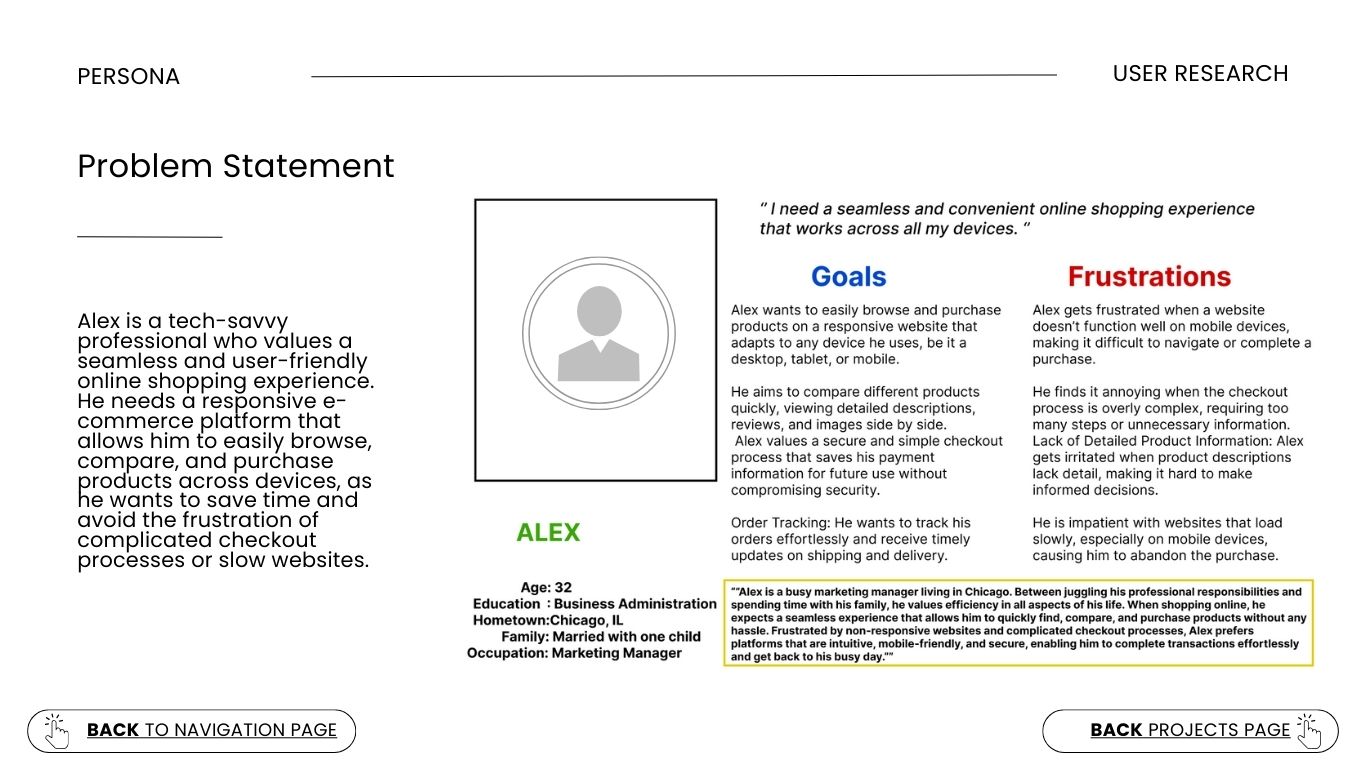 PERSONA
USER RESEARCH
Problem Statement
Alex is a tech-savvy
professional who values a
seamless and user-friendly
online shopping experience.
He needs a responsive e-
commerce platform that
allows him to easily browse,
compare, and purchase
products across devices, as
he wants to save time and
avoid the frustration of
complicated checkout
processes or slow websites.
ALEX
Age: 32
Education : Business Administration
Hometown:Chicago, IL
Family: Married with one child
Occupation: Marketing Manager
“ I need a seamless and convenient online shopping experience
that works across all my devices. “
Goals
Alex wants to easily browse and purchase
products on a responsive website that
adapts to any device he uses, be it a
desktop, tablet, or mobile.
He aims to compare different products
quickly, viewing detailed descriptions,
reviews, and images side by side.
Alex values a secure and simple checkout
process that saves his payment
information for future use without
compromising security.
Order Tracking: He wants to track his
orders effortlessly and receive timely
updates on shipping and delivery.
Frustrations
Alex gets frustrated when a website
doesn’t function well on mobile devices,
making it difficult to navigate or complete a
purchase.
He finds it annoying when the checkout
process is overly complex, requiring too
many steps or unnecessary information.
Lack of Detailed Product Information: Alex
gets irritated when product descriptions
lack detail, making it hard to make
informed decisions.
He is impatient with websites that load
slowly, especially on mobile devices,
causing him to abandon the purchase.
““Alex is a busy marketing manager living in Chicago. Between juggling his professional responsibilities and
spending time with his family, he values efficiency in all aspects of his life. When shopping online, he
expects a seamless experience that allows him to quickly find, compare, and purchase products without any
hassle. Frustrated by non-responsive websites and complicated checkout processes, Alex prefers
platforms that are intuitive, mobile-friendly, and secure, enabling him to complete transactions effortlessly
and get back to his busy day.””
BACK TO NAVIGATION PAGE
BACK PROJECTS PAGE